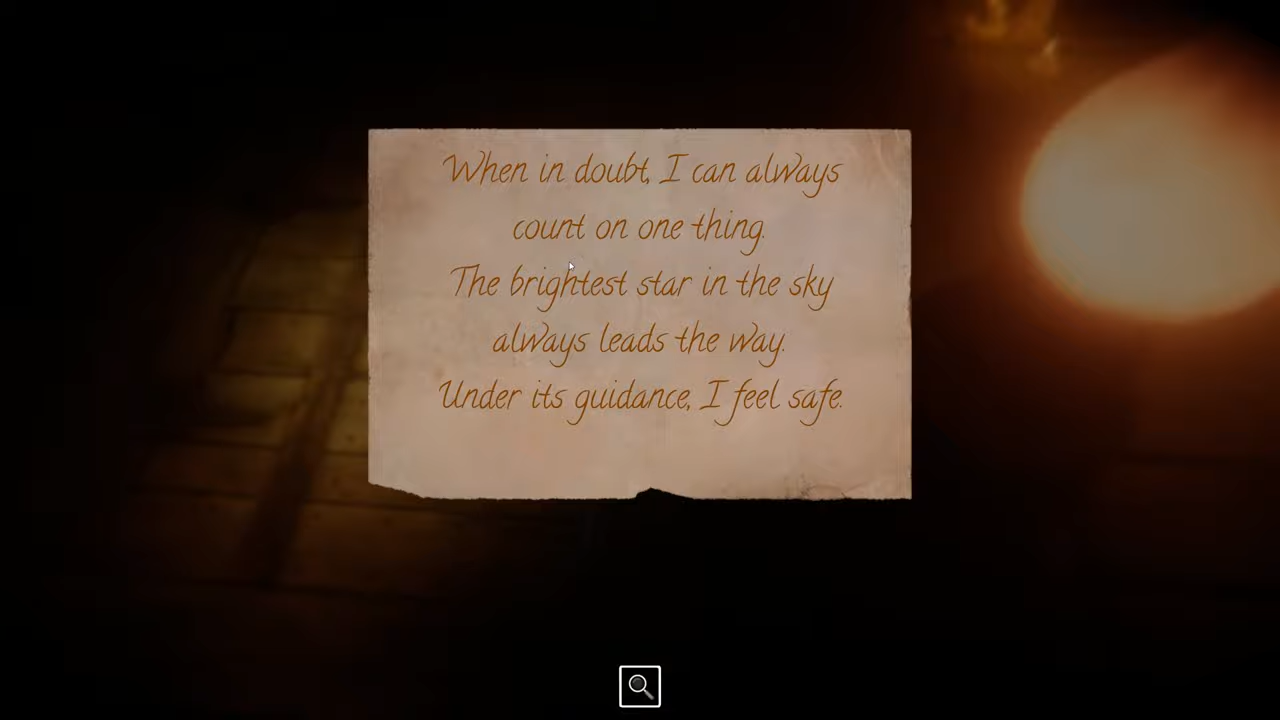 When in doubt, I can always
count on one thing.
The brightest star in the sky
always leads the way.
Under its guidance, I feel safe.